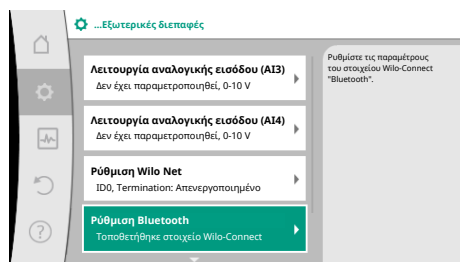 ...Εξωτερικές διεπαφές
Λειτουργία αναλογικής εισόδου (AI3)
Δεν έχει παραμετροποιηθεί, 0-10 V
Λειτουργία αναλογικής εισόδου (AI4)
Δεν έχει παραμετροποιηθεί, 0-10 V
Ρύθμιση Wilo Net
ID0, Termination: Απενεργοποιημένο
Ρύθμιση Bluetooth
Τοποθετήθηκε στοιχείο Wilo-Connect
Ρυθμίστε τις παραμέτρους
του στοιχείου Wilo-Connect
"Bluetooth".